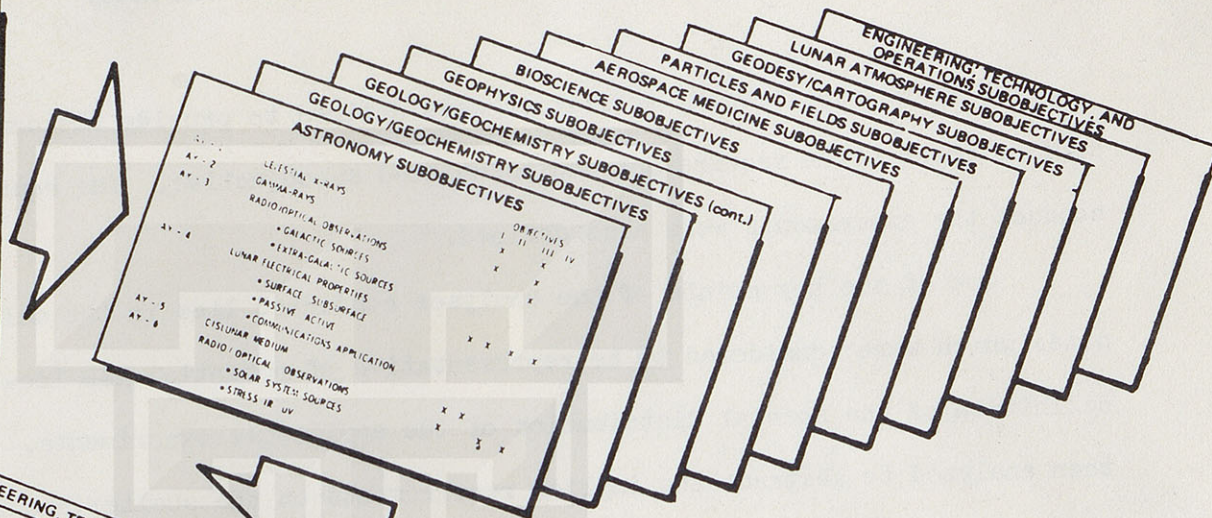 ENGINEERING, TECHNOLOGY, AND
OPERATIONS SUBOBJECTIVES
LUNAR ATMOSPHERE SUBOBJECTIVES
GEODESY/CARTOGRAPHY SUBOBJECTIVES
PARTICLES AND FIELDS SUBOBJECTIVES
AEROSPACE MEDICINE SUBOBJECTIVES
BIOSCIENCE SUBOBJECTIVES
GEOPHYSICS SUBOBJECTIVES
GEOLOGY/GEOCHEMISTRY SUBOBJECTIVES (cont.)
GEOLOGY/GEOCHEMISTRY SUBOBJECTIVES
ASTRONOMY SUBOBJECTIVES
OBJECTIVES
I II III IV
CELESTIAL X-RAYS x x
AY - 2 GAMMA-RAYS x x
AY - 3 RADIO/OPTICAL OBSERVATIONS x
• GALACTIC SOURCES
• EXTRA-GALACTIC SOURCES
AY - 4 LUNAR ELECTRICAL PROPERTIES x x x x
• SURFACE SUBSURFACE
• PASSIVE ACTIVE
• COMMUNICATIONS APPLICATION
AY - 5 CISLUNAR MEDIUM x x
AY - 6 RADIO / OPTICAL OBSERVATIONS x x x
• SOLAR SYSTEM SOURCES
• STRESS IR UV